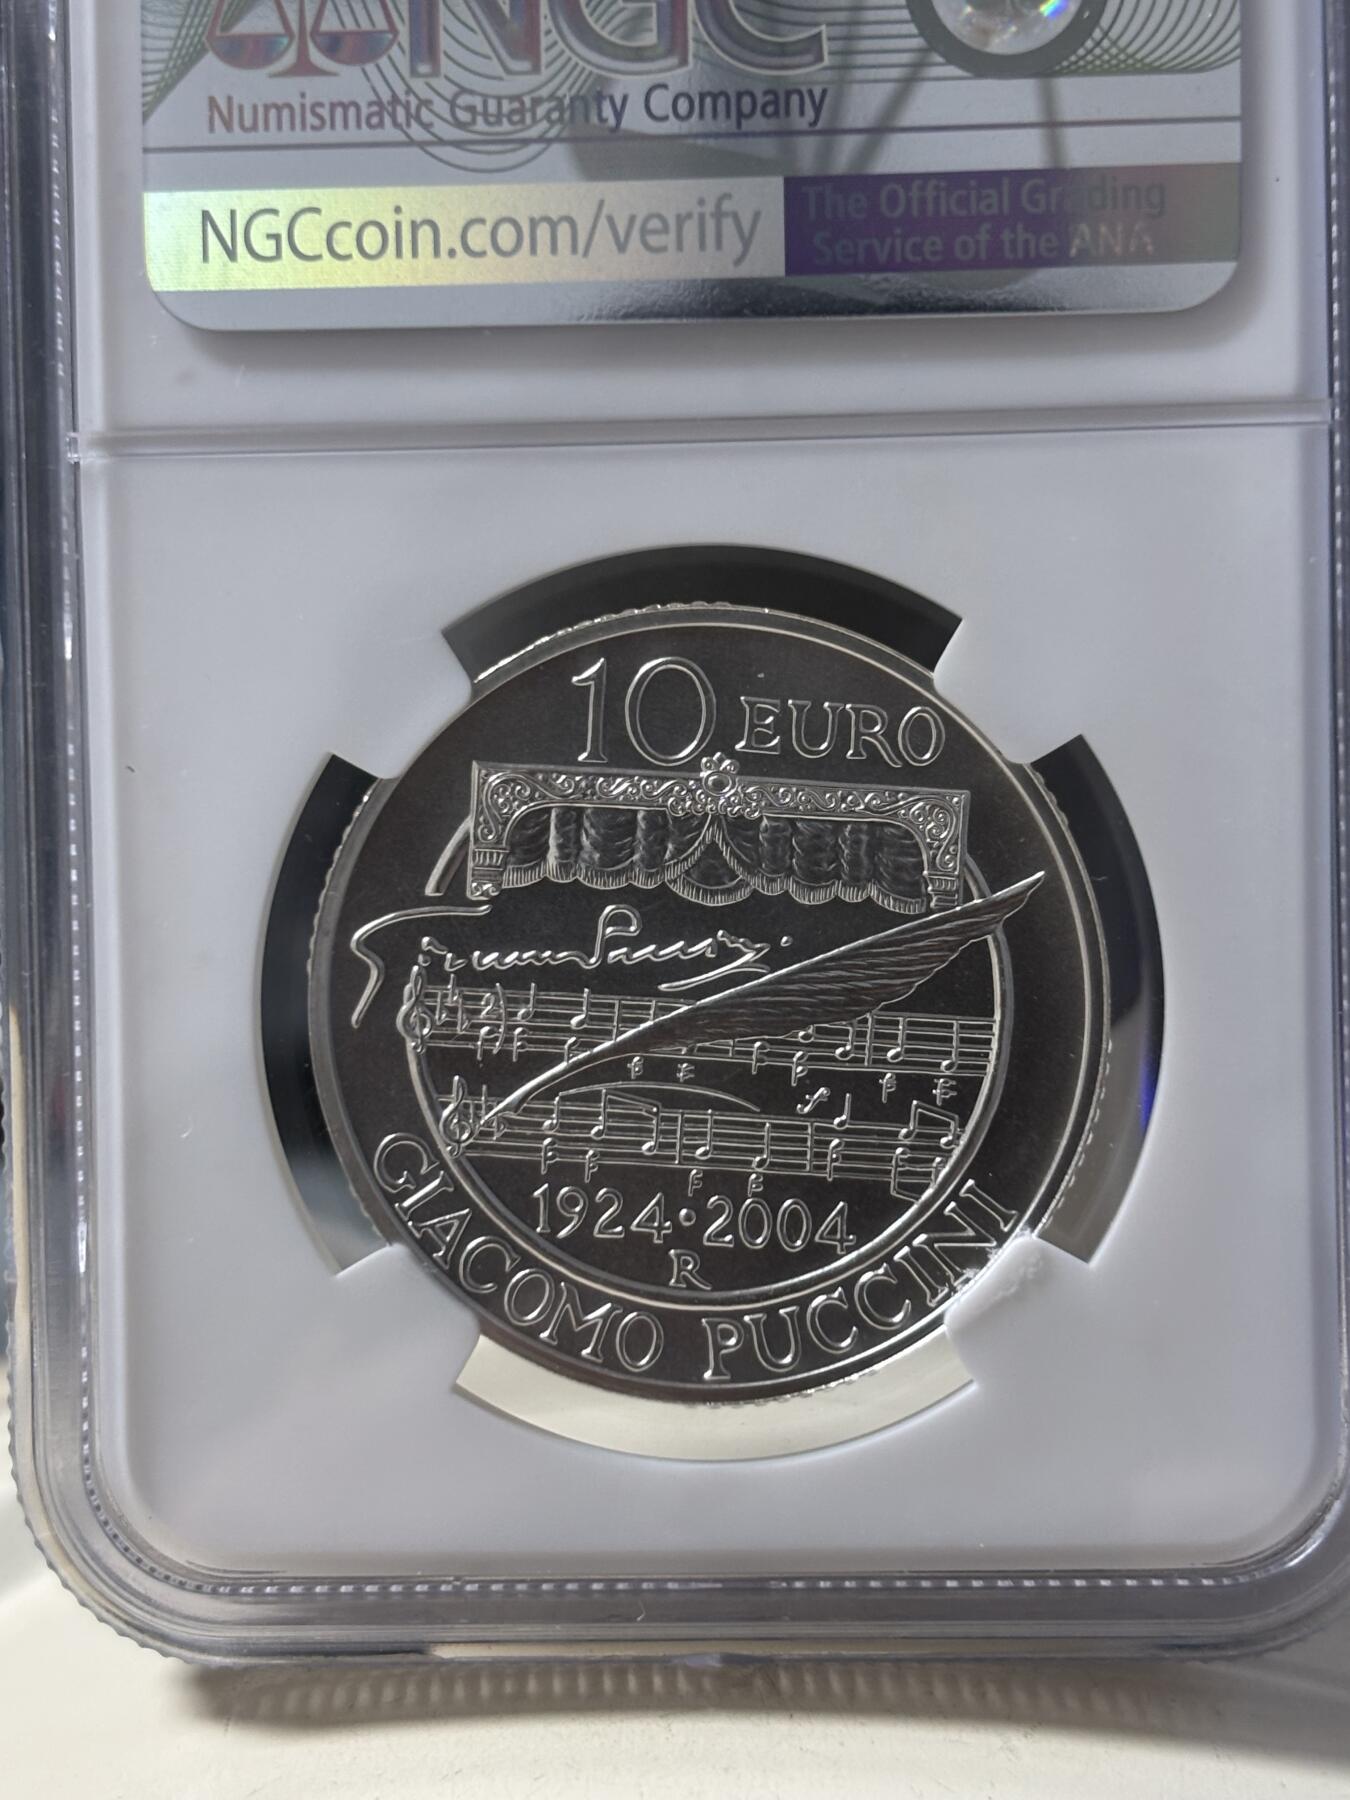 NGC
Numismatic Guaranty Company
NGCcoin.com/verify
The Official Grading
Service of the ANA
10 EURO
1924·2004
R
GIACOMO PUCCINI